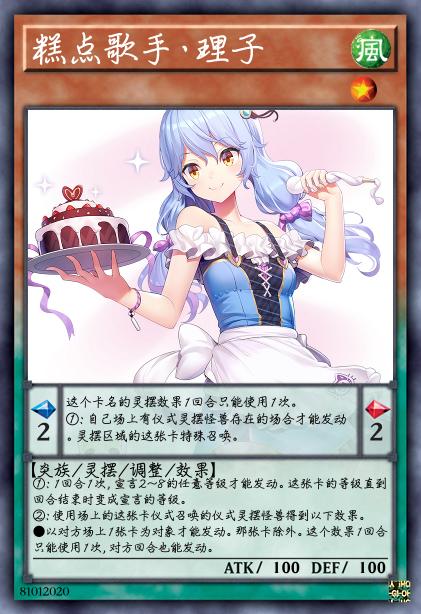 糕点歌手·理子
風
这个卡名的灵摆效果1回合只能使用1次。
①:自己场上有仪式灵摆怪兽存在的场合才能发动
。灵摆区域的这张卡特殊召唤。
2
2
【炎族/灵摆/调整/效果】
①:1回合1次,宣言2~8的任意等级才能发动。这张卡的等级直到
回合结束时变成宣言的等级。
②:使用场上的这张卡仪式召唤的仪式灵摆怪兽得到以下效果。
●以对方场上1张卡为对象才能发动。那张卡除外。这个效果1回合
只能使用1次,对方回合也能发动。
ATK/ 100 DEF/ 100
81012020